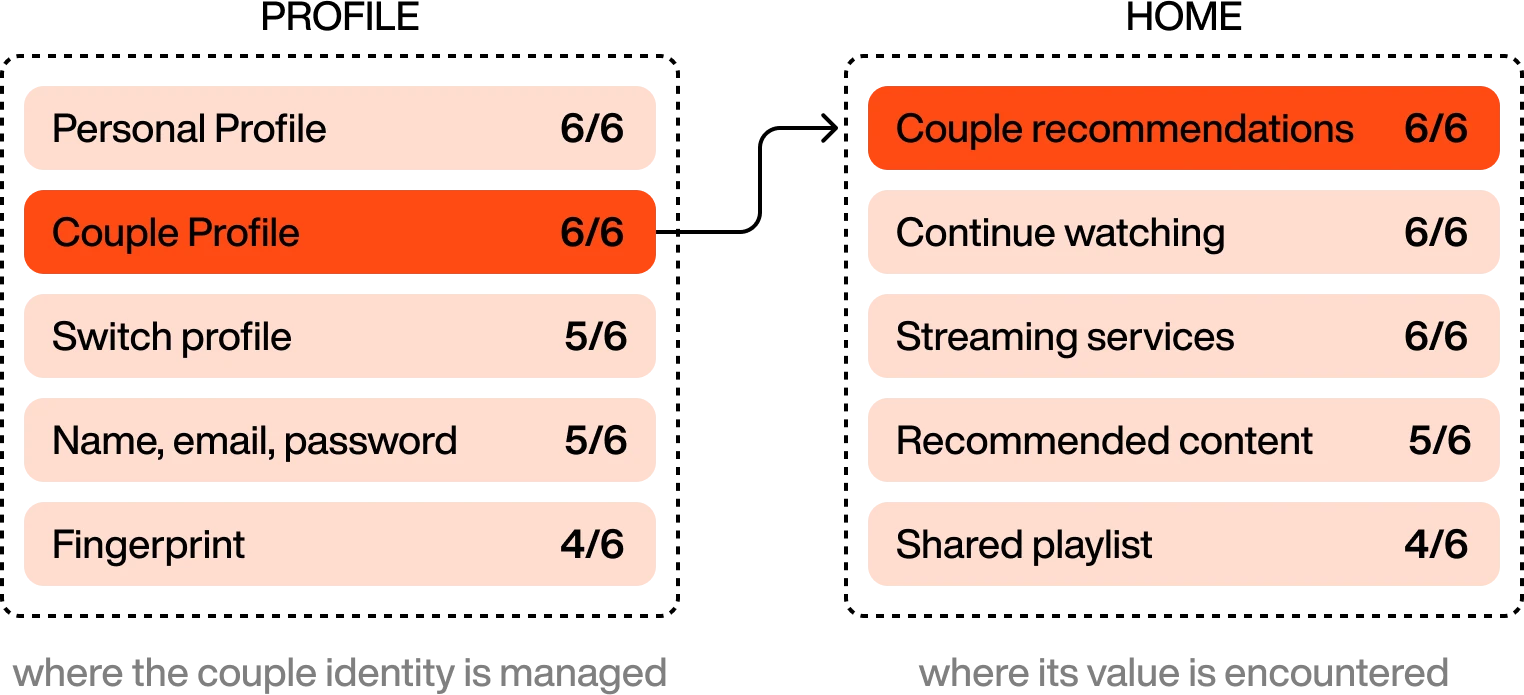 PROFILE
Personal Profile 6/6
Couple Profile 6/6
Switch profile 5/6
Name, email, password 5/6
Fingerprint 4/6
where the couple identity is managed
HOME
Couple recommendations 6/6
Continue watching 6/6
Streaming services 6/6
Recommended content 5/6
Shared playlist 4/6
where its value is encountered